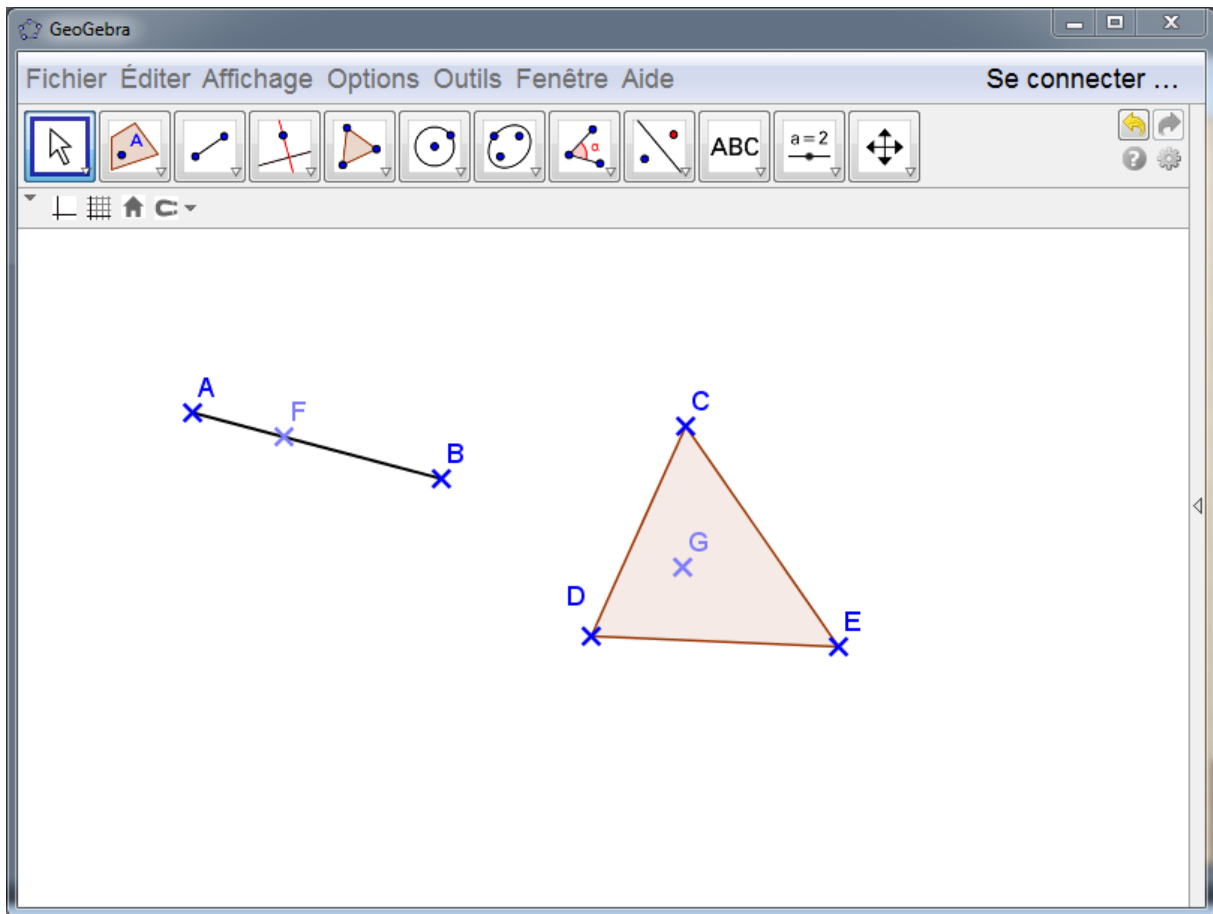 GeoGebra
Fichier Éditer Affichage Options Outils Fenêtre Aide Se connecter ...
A α ABC a=2
A
F
B
C
G
D
E